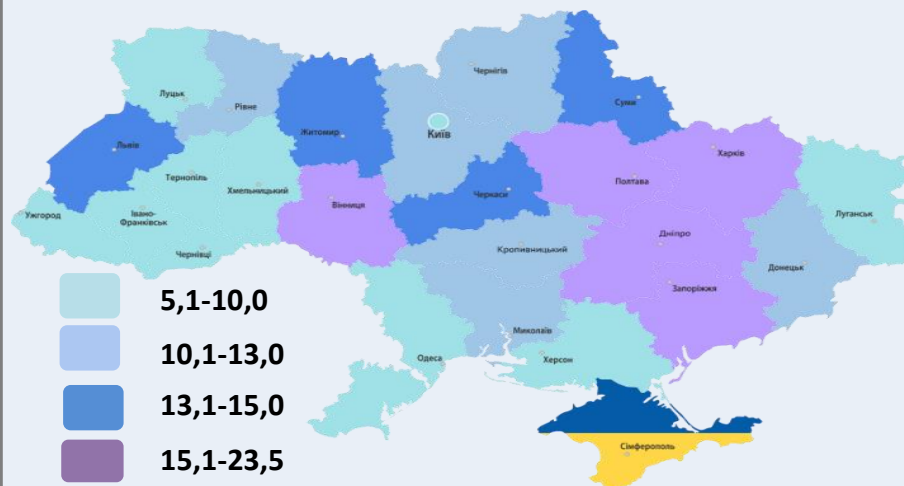 Чернігів
Луцьк
Рівне
Суми
Київ
Житомир
Львів
Харків
Тернопіль
Хмельницький
Полтава
Черкаси
Вінниця
Ужгород
Івано-
Франківськ
Луганськ
Дніпро
Чернівці
Кропивницький
Донецьк
Запоріжжя
5,1-10,0
Миколаїв
10,1-13,0
Одеса
Херсон
13,1-15,0
Сімферополь
15,1-23,5